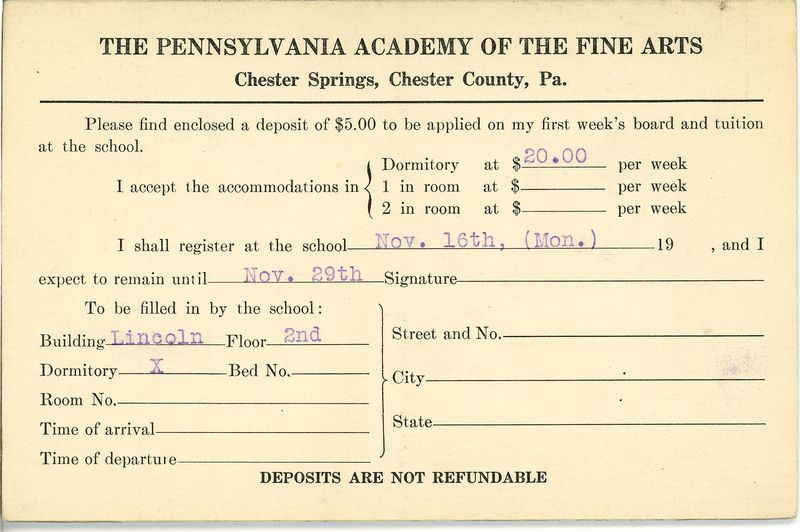 THE PENNSYLVANIA ACADEMY OF THE FINE ARTS
Chester Springs, Chester County, Pa.
Please find enclosed a deposit of $5.00 to be applied on my first week's board and tuition
at the school.
I accept the accommodations in
Dormitory at $20.00 per week
1 in room at $ per week
2 in room at $ per week
I shall register at the school Nov. 16th, (Mon.) 19 , and I
expect to remain until Nov. 29th Signature
To be filled in by the school:
Building Lincoln Floor 2nd
Dormitory X Bed No.
Room No.
Time of arrival
Time of departure
Street and No.
City
State
DEPOSITS ARE NOT REFUNDABLE